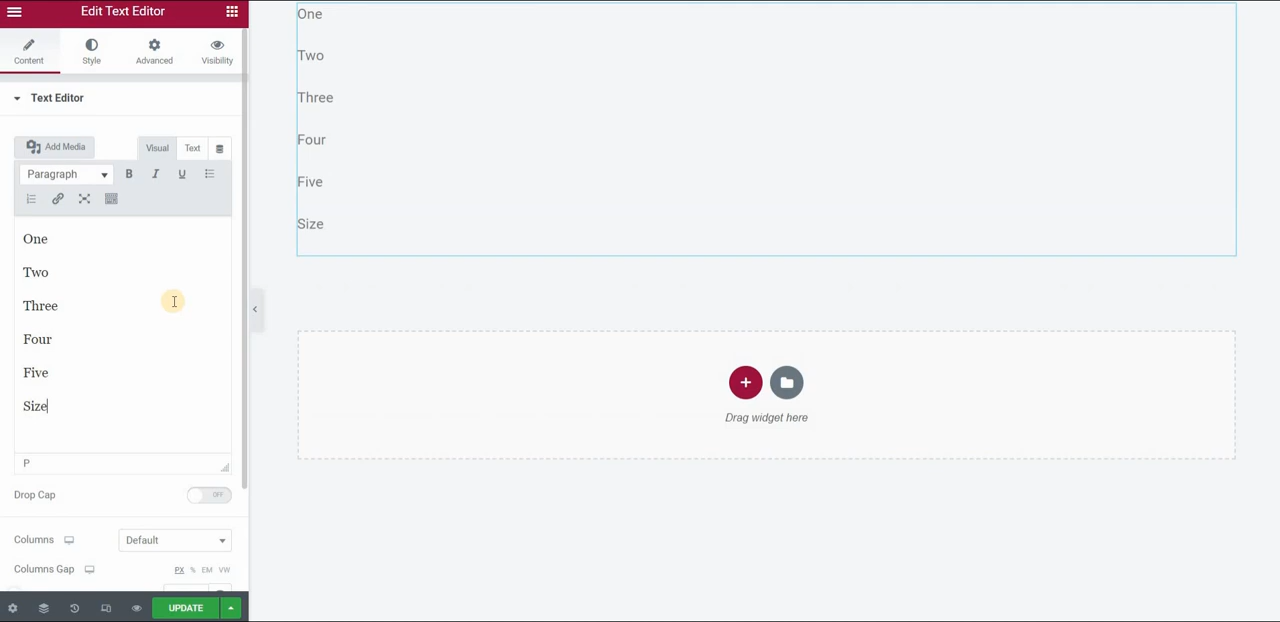 Edit Text Editor
Content
Style
Advanced
Visibility
Text Editor
Add Media
Visual
Text
Paragraph
B
I
U
One
Two
Three
Four
Five
Size
P
Drop Cap
OFF
Columns
Default
Columns Gap
PX % EM VW
UPDATE
One
Two
Three
Four
Five
Size
Drag widget here